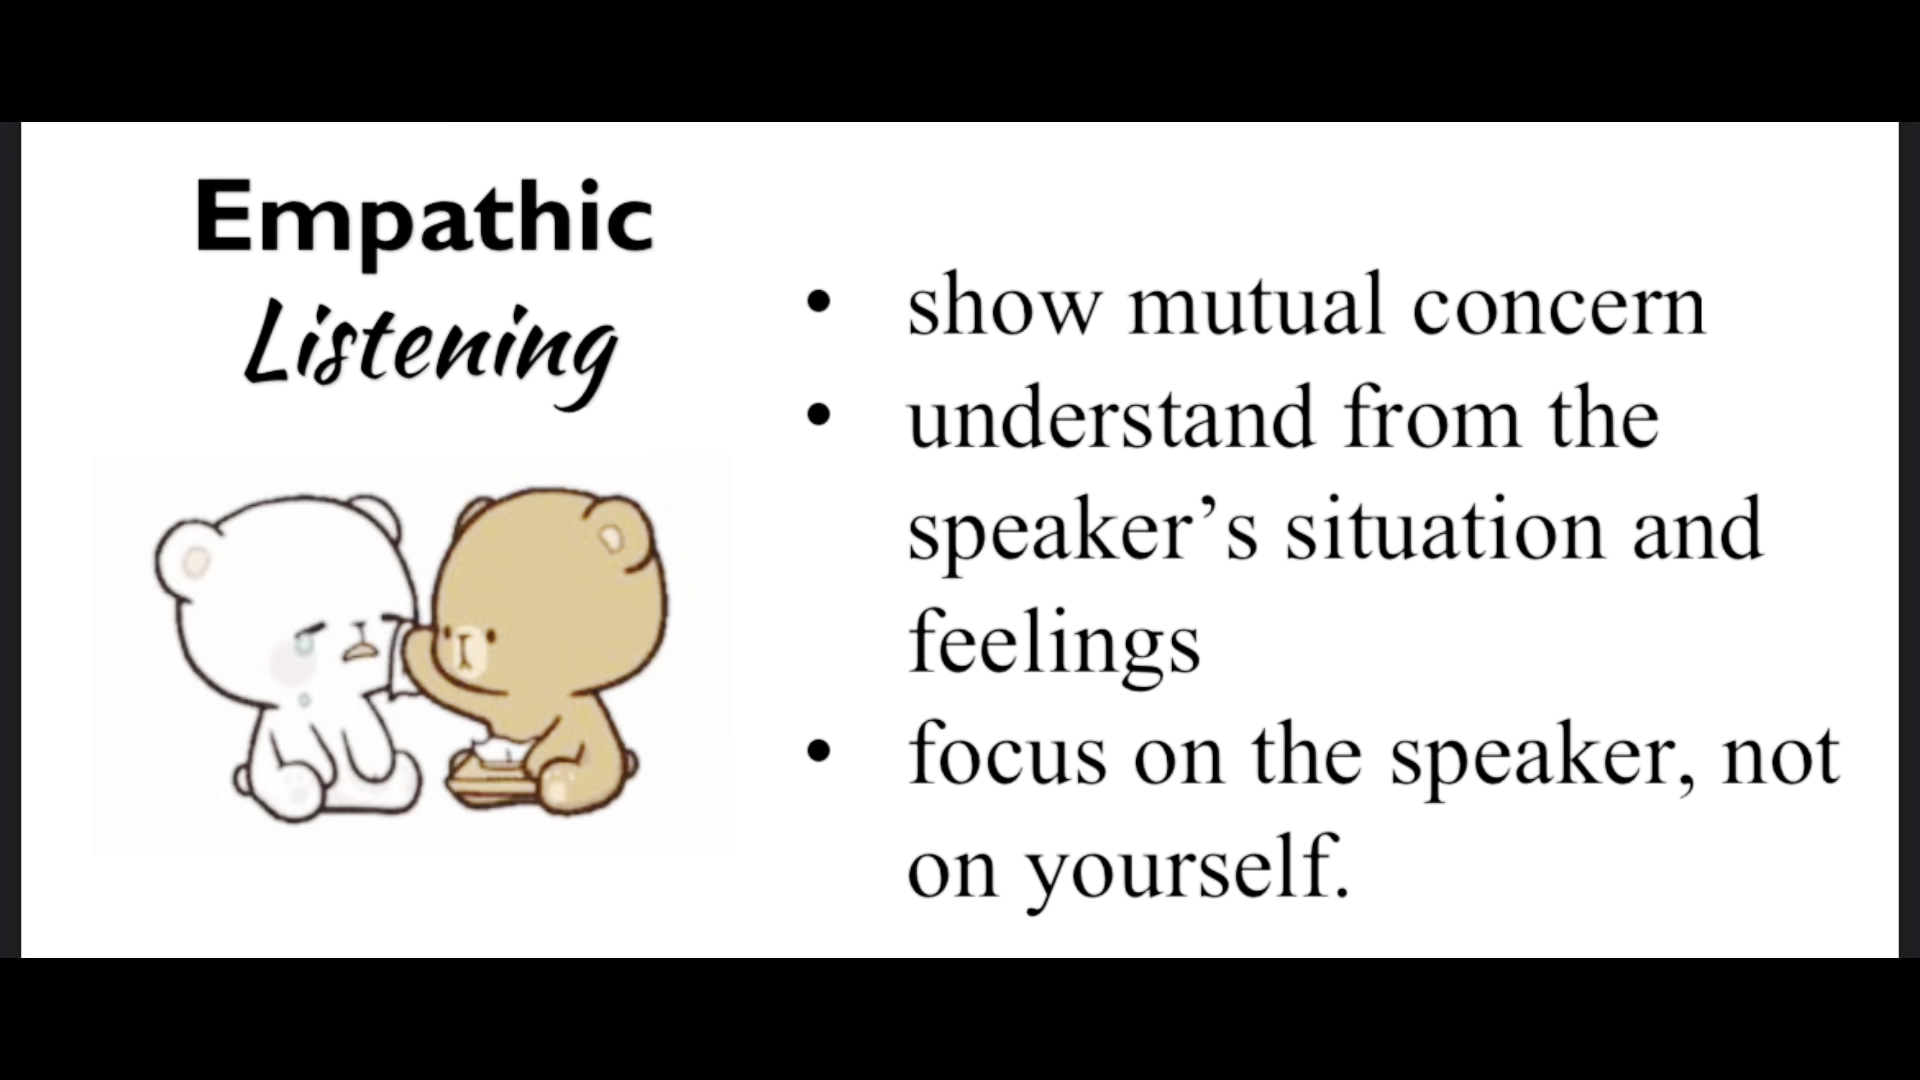 Empathic
Listening
• show mutual concern
• understand from the
speaker’s situation and
feelings
• focus on the speaker, not
on yourself.